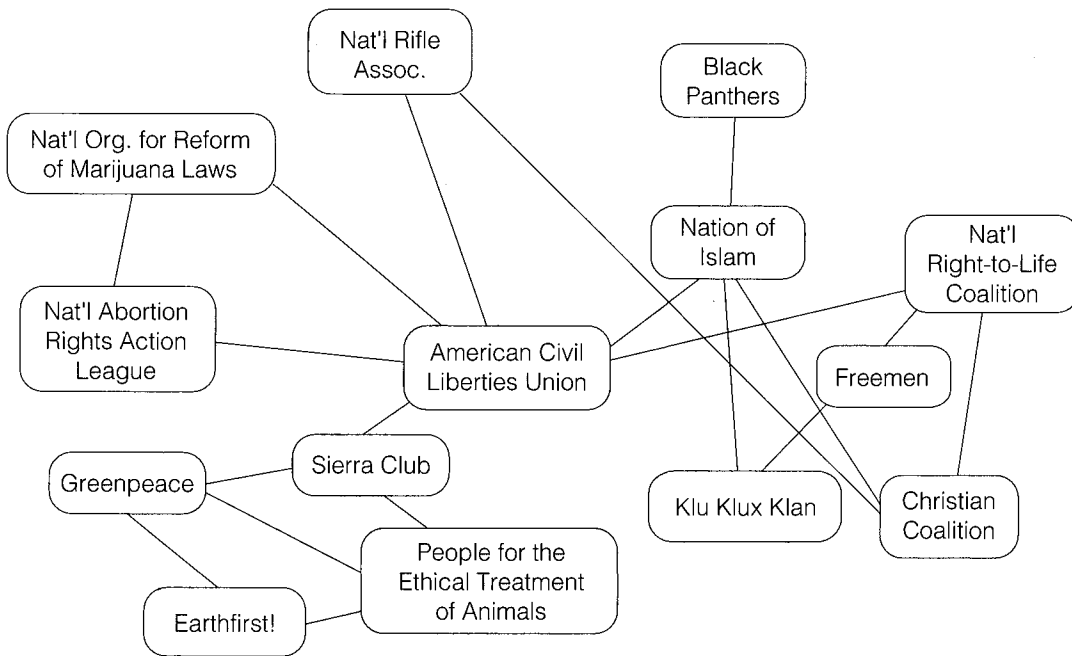 Nat'l Rifle
Assoc.
Black
Panthers
Nat'l Org. for Reform
of Marijuana Laws
Nation of
Islam
Nat'l
Right-to-Life
Coalition
Nat'l Abortion
Rights Action
League
American Civil
Liberties Union
Freemen
Sierra Club
Greenpeace
Klu Klux Klan
Christian
Coalition
People for the
Ethical Treatment
of Animals
Earthfirst!